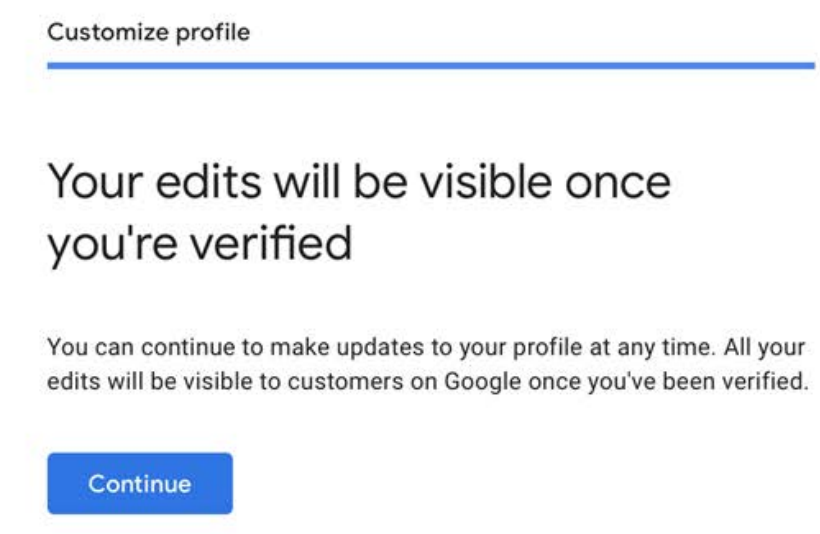 Customize profile
Your edits will be visible once
you're verified
You can continue to make updates to your profile at any time. All your
edits will be visible to customers on Google once you've been verified.
Continue